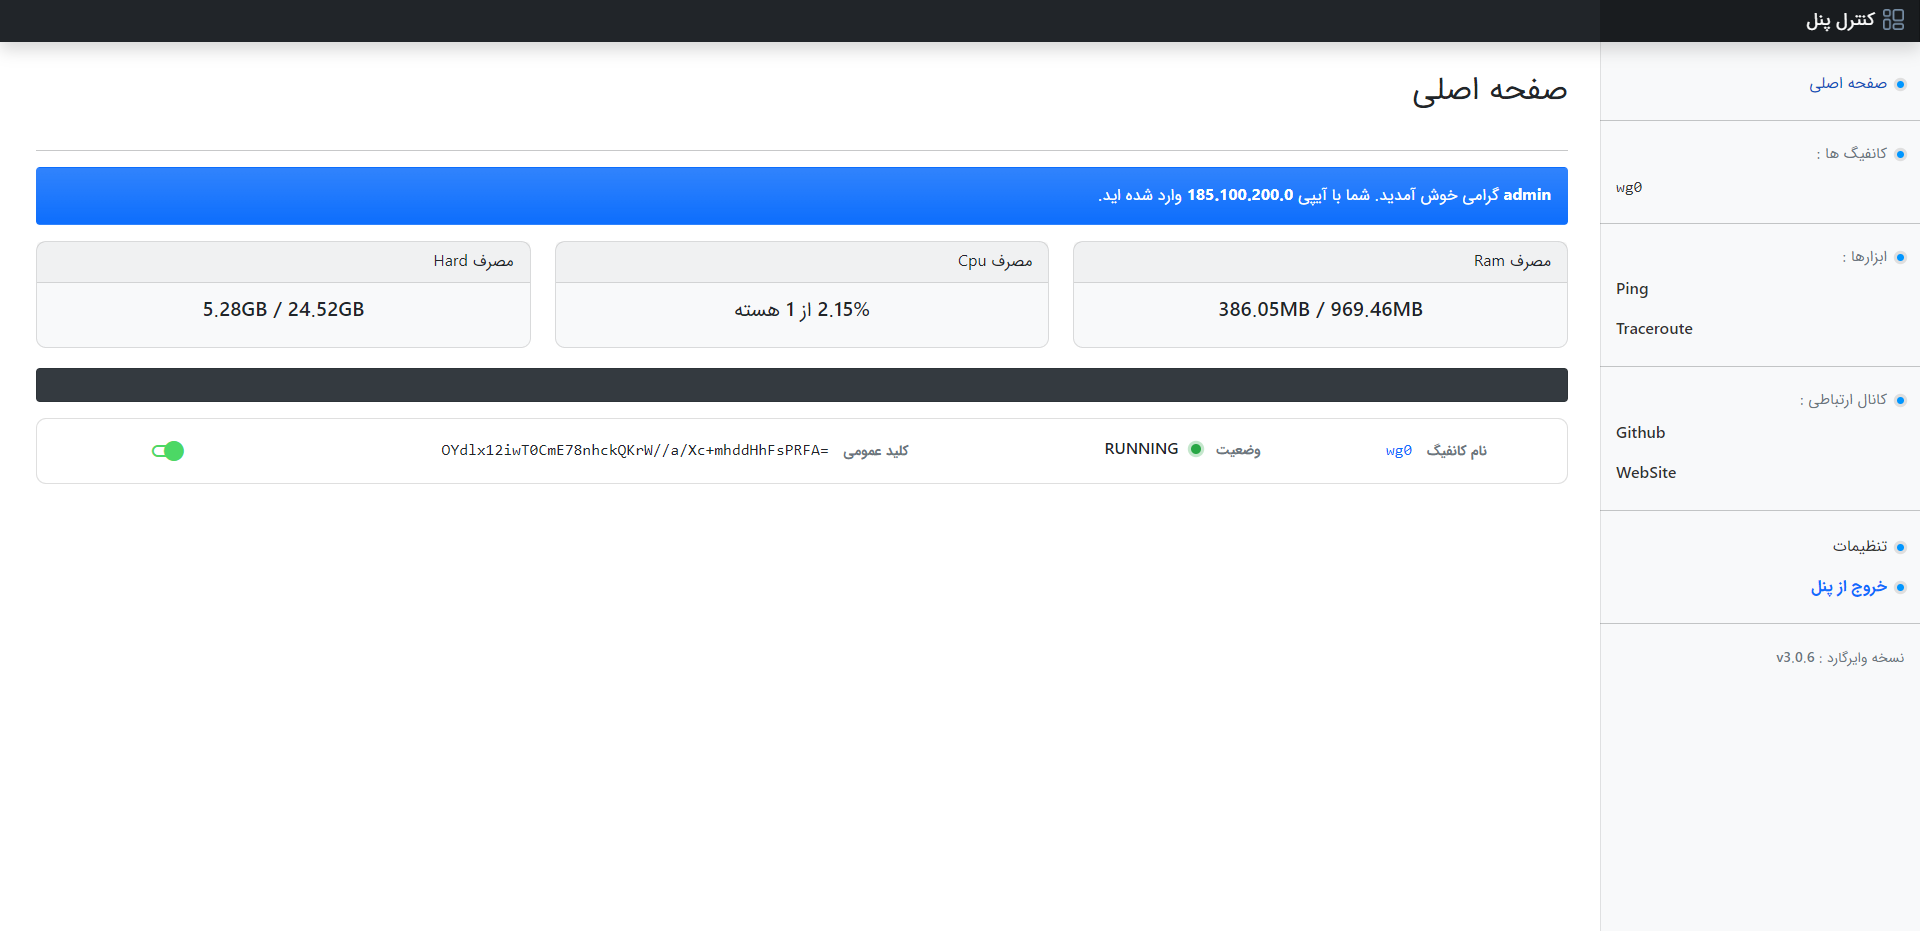 کنترل پنل
صفحه اصلی
کانفیگ ها :
wg0
ابزارها :
Ping
Traceroute
کانال ارتباطی :
Github
WebSite
تنظیمات
خروج از پنل
نسخه وایرگارد : v3.0.6
صفحه اصلی
admin گرامی خوش آمدید. شما با آیپی 185.100.200.0 وارد شده اید.
مصرف Ram
386.05MB / 969.46MB
مصرف Cpu
2.15% از 1 هسته
مصرف Hard
5.28GB / 24.52GB
نام کانفیگ wg0 وضعیت RUNNING کلید عمومی OYdlx12iwT0CmE78nhckQKrW//a/Xc+mhddHhFsPRFA=